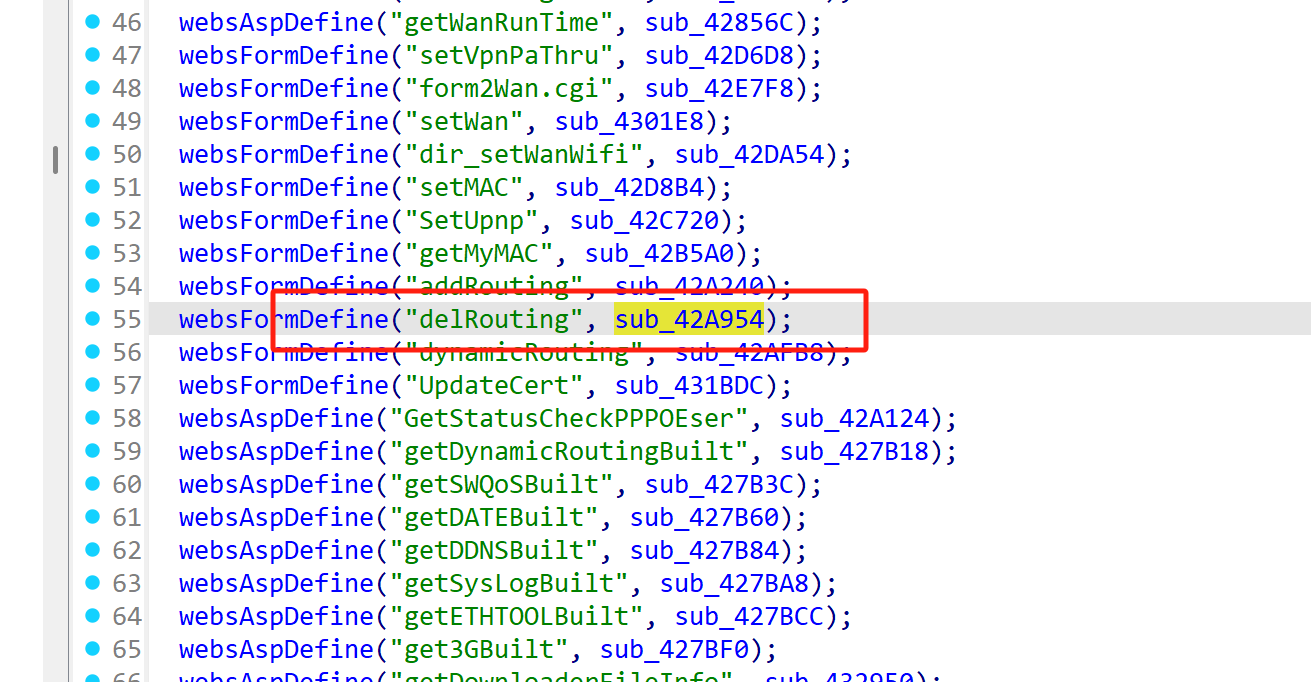 46 websAspDefine("getWanRunTime", sub_42856C);
47 websFormDefine("setVpnPaThru", sub_42D6D8);
48 websFormDefine("form2Wan.cgi", sub_42E7F8);
49 websFormDefine("setWan", sub_4301E8);
50 websFormDefine("dir_setWanWifi", sub_42DA54);
51 websFormDefine("setMAC", sub_42D8B4);
52 websFormDefine("SetUpnp", sub_42C720);
53 websFormDefine("getMyMAC", sub_42B5A0);
54 websFormDefine("addRouting", sub_42A240);
55 websFormDefine("delRouting", sub_42A954);
56 websFormDefine("dynamicRouting", sub_42AFB8);
57 websFormDefine("UpdateCert", sub_431BDC);
58 websAspDefine("GetStatusCheckPPPOEser", sub_42A124);
59 websAspDefine("getDynamicRoutingBuilt", sub_427B18);
60 websAspDefine("getSWQoSBuilt", sub_427B3C);
61 websAspDefine("getDATEBuilt", sub_427B60);
62 websAspDefine("getDDNSBuilt", sub_427B84);
63 websAspDefine("getSysLogBuilt", sub_427BA8);
64 websAspDefine("getETHTOOLBuilt", sub_427BCC);
65 websAspDefine("get3GBuilt", sub_427BF0);
66 websAspDefine("getDownloaderFileInfo", sub_432950);